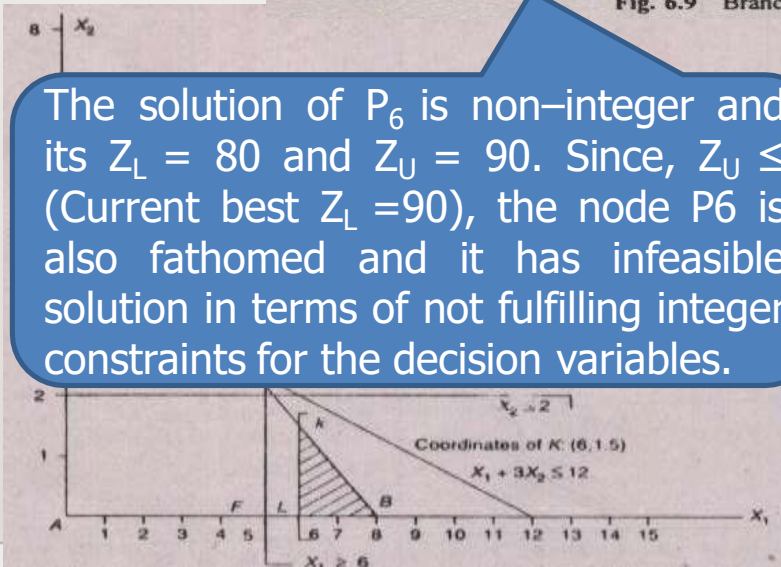 Fig. 6.9 Branc
8 X₂
The solution of P₆ is non–integer and
its Z_L = 80 and Z_U = 90. Since, Z_U ≤
(Current best Z_L =90), the node P6 is
also fathomed and it has infeasible
solution in terms of not fulfilling integer
constraints for the decision variables.
2 X₂ = 2
k Coordinates of K: (6,1.5)
1 X₁ + 3X₂ ≤ 12
F L B
A X₁
1 2 3 4 5 6 7 8 9 10 11 12 13 14 15
X₁ ≥ 6